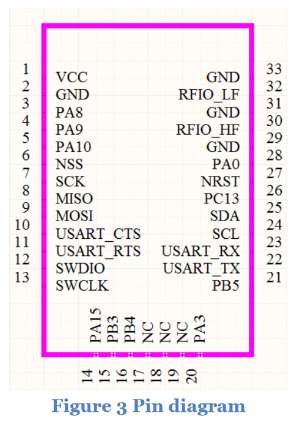 1 VCC GND 33
2 GND RFIO_LF 32
3 PA8 GND 31
4 PA9 RFIO_HF 30
5 PA10 GND 29
6 NSS PA0 28
7 SCK NRST 27
8 MISO PC13 26
9 MOSI SDA 25
10 USART_CTS SCL 24
11 USART_RTS USART_RX 23
12 SWDIO USART_TX 22
13 SWCLK PB5 21
PA15 PB3 PB4 NC NC NC PA3
14 15 16 17 18 19 20
Figure 3 Pin diagram